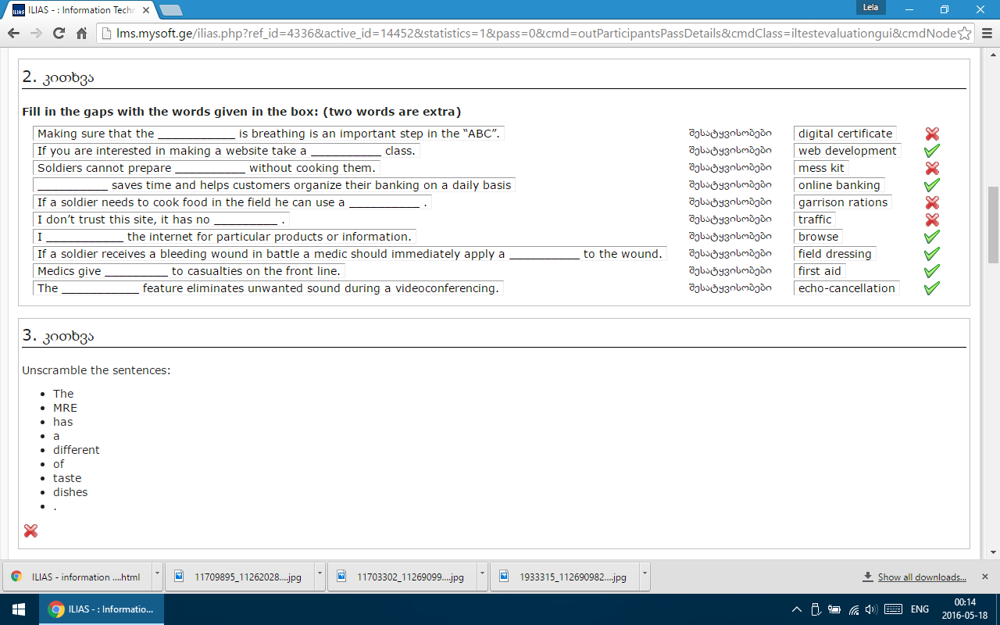 ILIAS - : Information Techn
Lela
lms.mysoft.ge/ilias.php?ref_id=4336&active_id=14452&statistics=1&pass=0&cmd=outParticipantsPassDetails&cmdClass=iltestevaluationgui&cmdNode
2. კითხვა
Fill in the gaps with the words given in the box: (two words are extra)
Making sure that the ___________ is breathing is an important step in the “ABC”. შესატყვისობები digital certificate
If you are interested in making a website take a __________ class. შესატყვისობები web development
Soldiers cannot prepare __________ without cooking them. შესატყვისობები mess kit
__________ saves time and helps customers organize their banking on a daily basis შესატყვისობები online banking
If a soldier needs to cook food in the field he can use a __________ . შესატყვისობები garrison rations
I don’t trust this site, it has no _________ . შესატყვისობები traffic
I ___________ the internet for particular products or information. შესატყვისობები browse
If a soldier receives a bleeding wound in battle a medic should immediately apply a __________ to the wound. შესატყვისობები field dressing
Medics give _________ to casualties on the front line. შესატყვისობები first aid
The ___________ feature eliminates unwanted sound during a videoconferencing. შესატყვისობები echo-cancellation
3. კითხვა
Unscramble the sentences:
• The
• MRE
• has
• a
• different
• of
• taste
• dishes
• .
ILIAS - information ....html 11709895_11262028....jpg 11703302_11269099....jpg 1933315_112690982....jpg Show all downloads...
ILIAS - : Informatio... ENG 00:14
2016-05-18